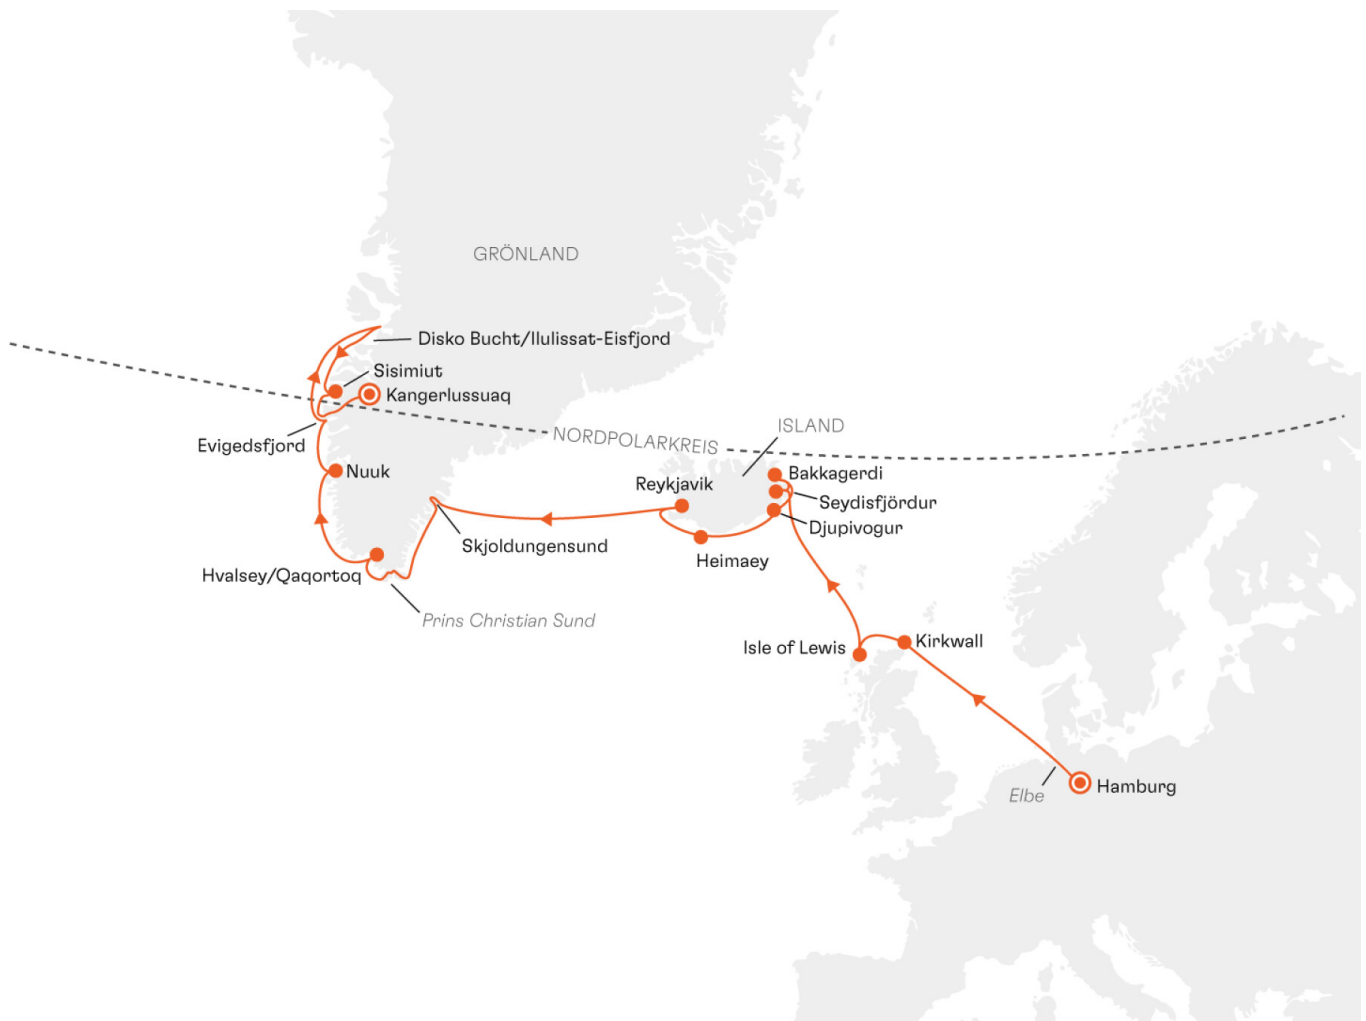 GRÖNLAND
Disko Bucht/Ilulissat-Eisfjord
Sisimiut
Kangerlussuaq
Evigedsfjord
NORDPOLARKREIS
ISLAND
Nuuk
Reykjavik
Bakkagerdi
Seydisfjördur
Djupivogur
Skjoldungensund
Heimaey
Hvalsey/Qaqortoq
Prins Christian Sund
Isle of Lewis
Kirkwall
Elbe
Hamburg